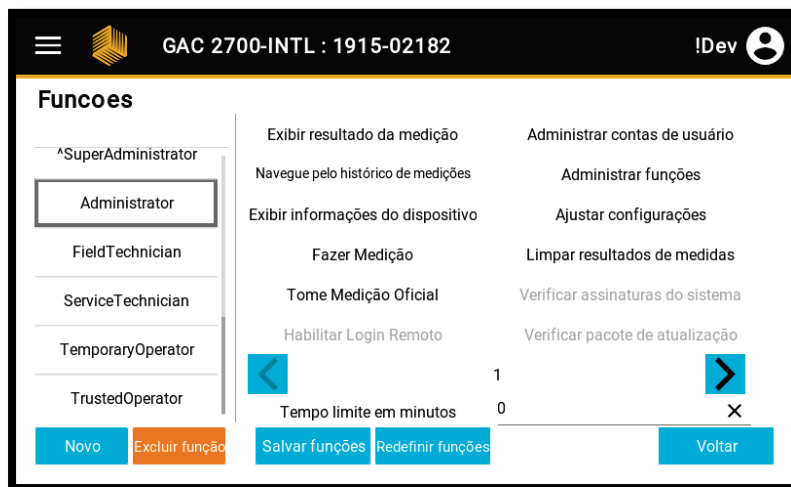 GAC 2700-INTL : 1915-02182
!Dev
Funcoes
^SuperAdministrator
Administrator
FieldTechnician
ServiceTechnician
TemporaryOperator
TrustedOperator
Exibir resultado da medição
Administrar contas de usuário
Navegue pelo histórico de medições
Administrar funções
Exibir informações do dispositivo
Ajustar configurações
Fazer Medição
Limpar resultados de medidas
Tome Medição Oficial
Verificar assinaturas do sistema
Habilitar Login Remoto
Verificar pacote de atualização
1
Tempo limite em minutos
0
Novo
Excluir função
Salvar funções
Redefinir funções
Voltar